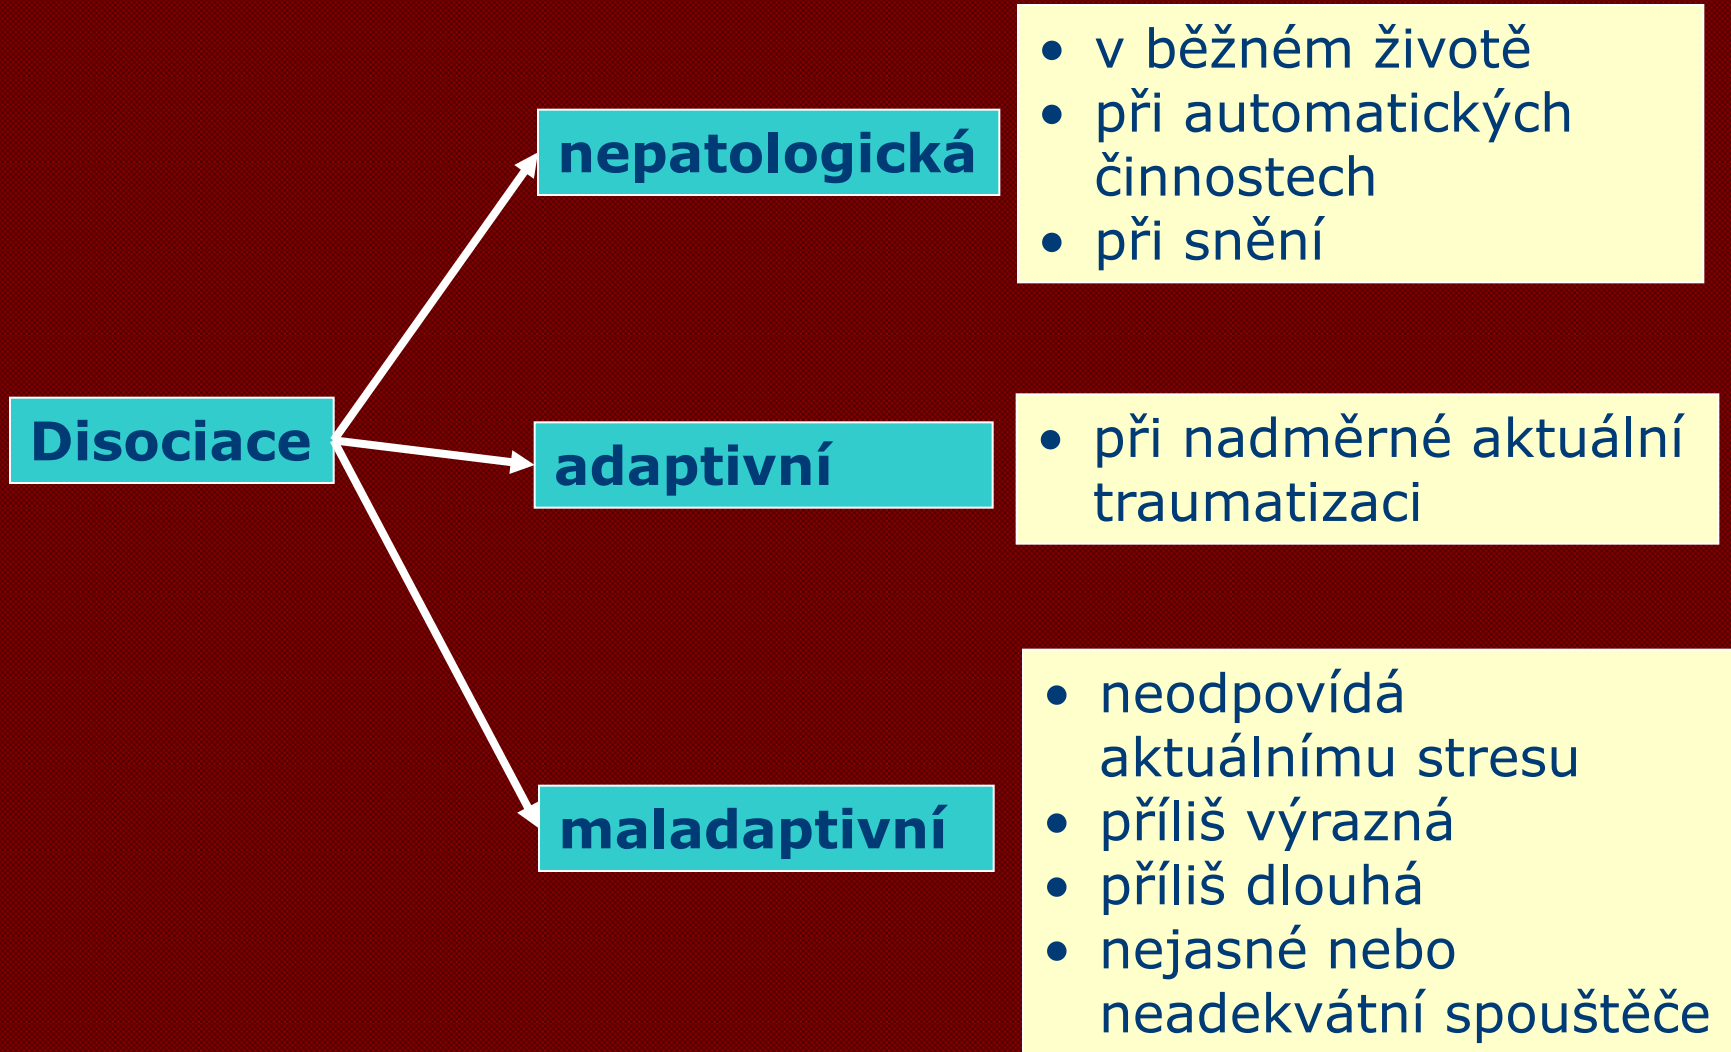 Disociace
nepatologická
• v běžném životě
• při automatických
činnostech
• při snění
adaptivní
• při nadměrné aktuální
traumatizaci
maladaptivní
• neodpovídá
aktuálnímu stresu
• příliš výrazná
• příliš dlouhá
• nejasné nebo
neadekvátní spouštěče